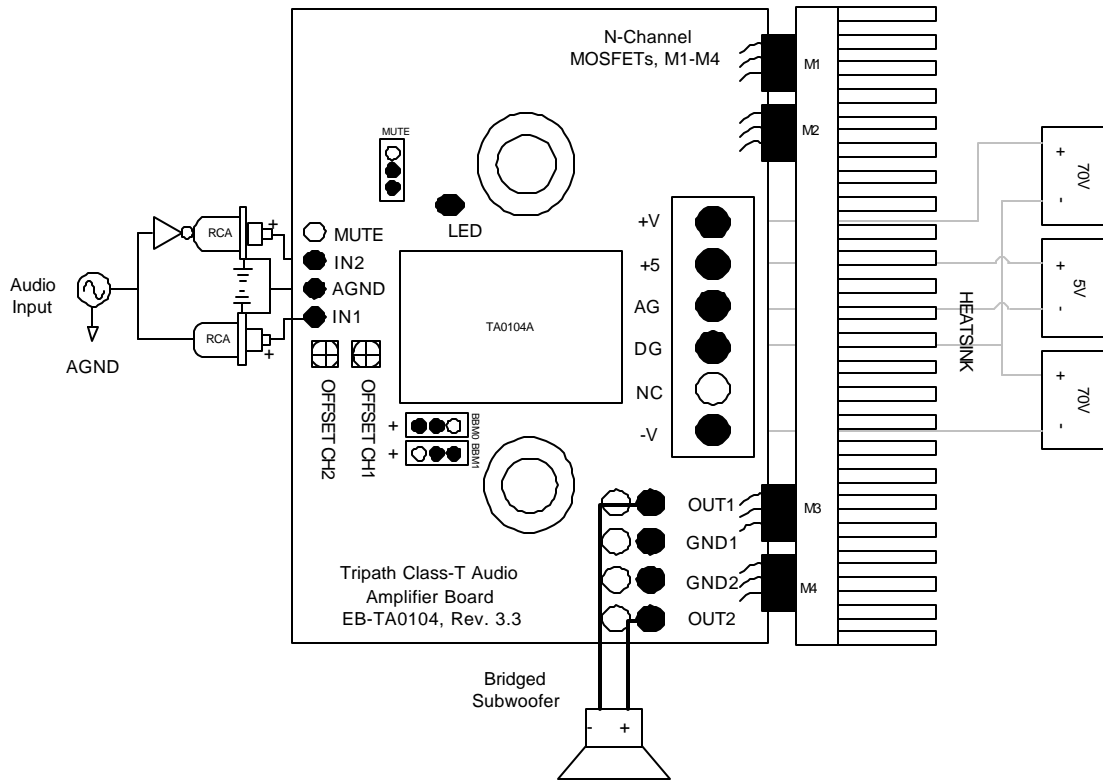 N-Channel
MOSFETs, M1-M4
M1
M2
MUTE
LED
RCA
+
MUTE
IN2
AGND
IN1
RCA
+
Audio
Input
AGND
TA0104A
+V
+5
AG
DG
NC
-V
HEATSINK
+
70V
-
+
5V
-
+
70V
-
OFFSET CH2
OFFSET CH1
+
BBM0
+
BBM1
OUT1
GND1
GND2
OUT2
M3
M4
Tripath Class-T Audio
Amplifier Board
EB-TA0104, Rev. 3.3
Bridged
Subwoofer
- +